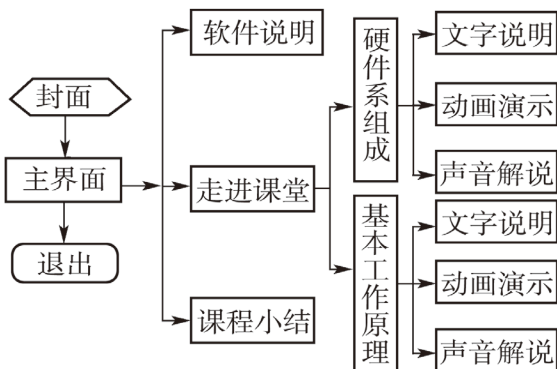 封面
主界面
退出
软件说明
走进课堂
课程小结
硬件系组成
文字说明
动画演示
声音解说
基本工作原理
文字说明
动画演示
声音解说